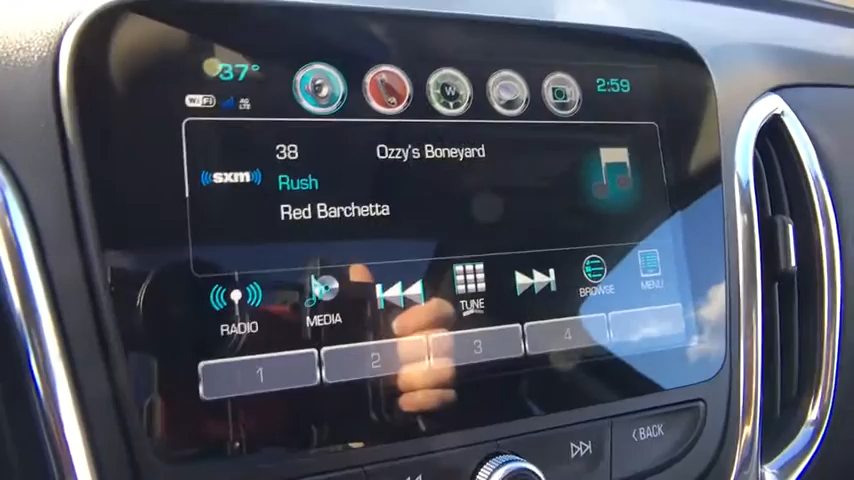 37°
2:59
WiFi
4G
LTE
W
38
Ozzy's Boneyard
sxm
Rush
Red Barchetta
RADIO
MEDIA
TUNE
BROWSE
MENU
1
2
3
4
BACK